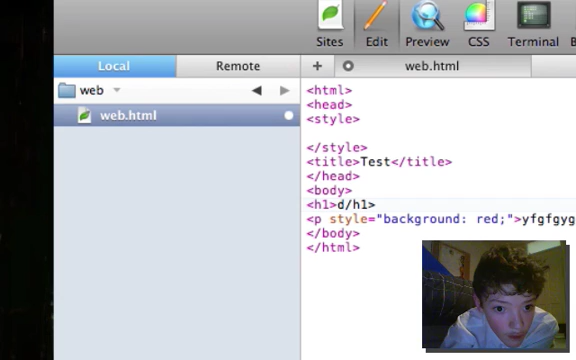 Sites Edit Preview CSS Terminal
Local Remote + web.html
web
web.html
<html>
<head>
<style>
</style>
<title>Test</title>
</head>
<body>
<h1>d/h1>
<p style="background: red;">yfgfgyg
</body>
</html>